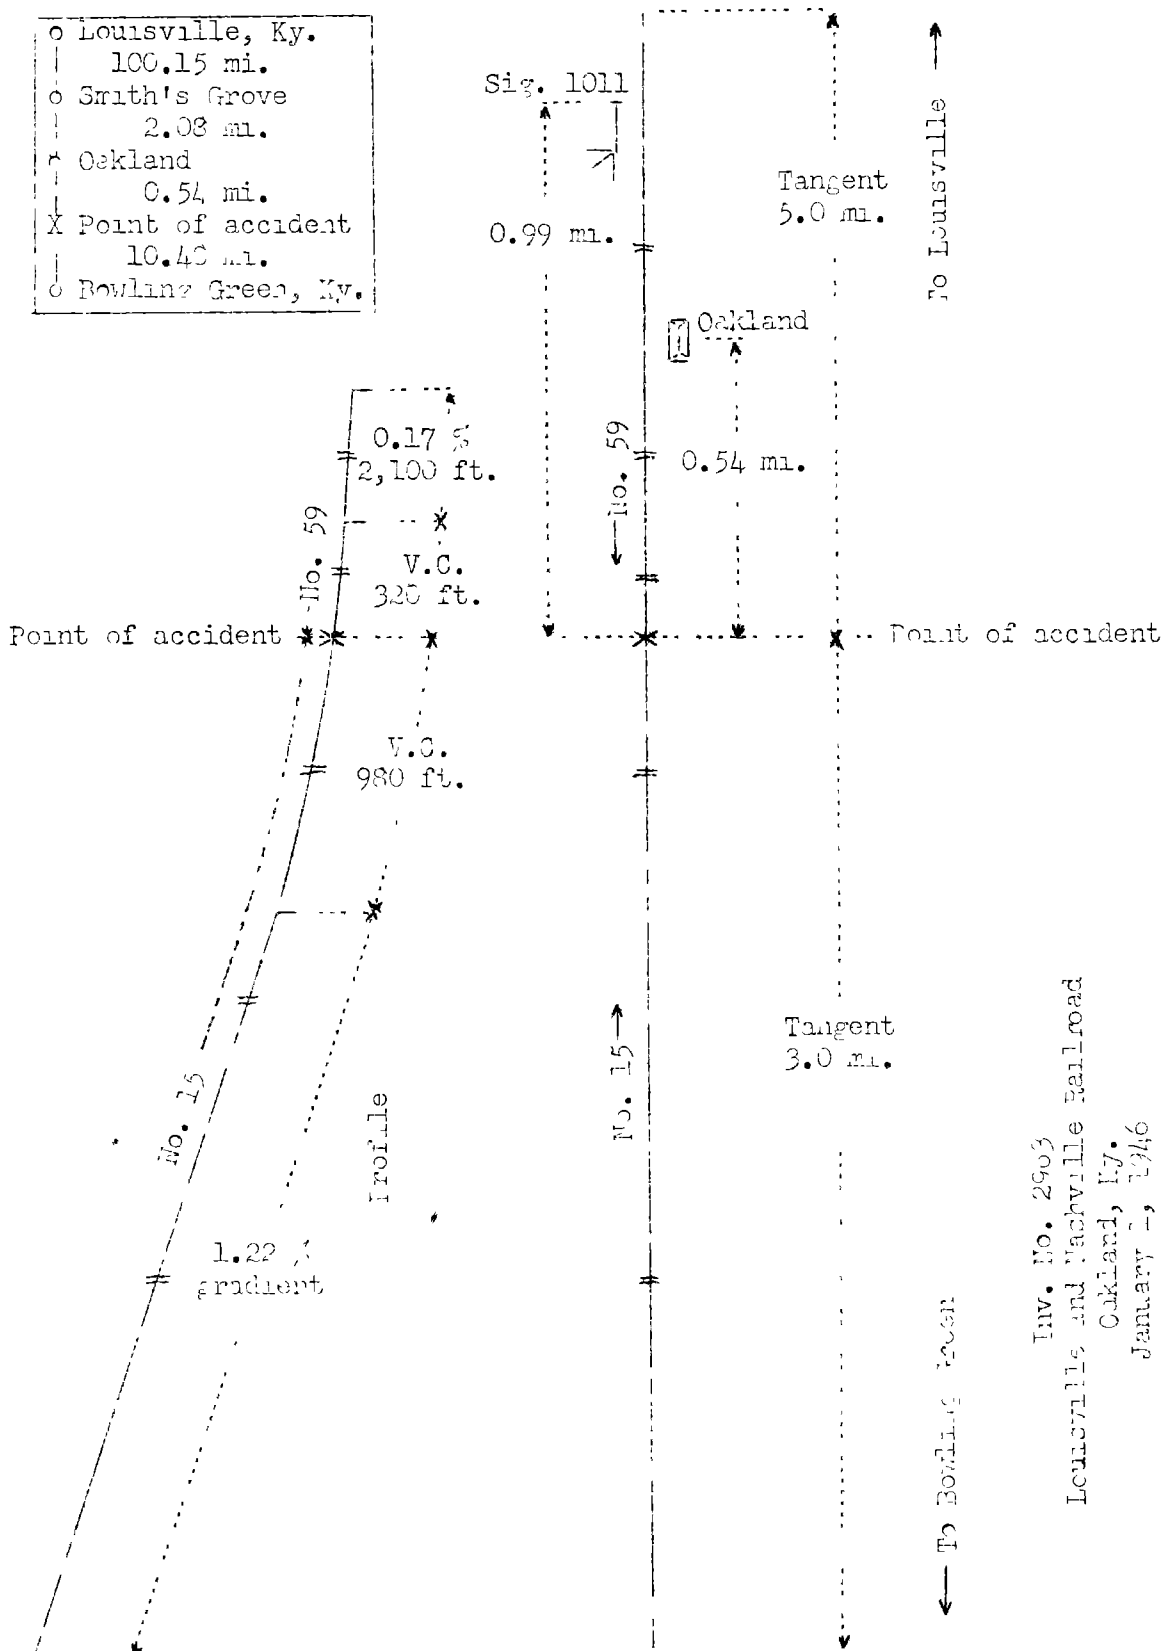 Louisville, Ky.
100.15 mi.
Smith's Grove
2.08 mi.
Oakland
0.54 mi.
X Point of accident
mi.
Bowling Green, Ky.
Sig. 1011
0.99 mi.
Tangent
5.0 mi.
To Louisville
Oakland
0.54 mi.
No. 59
0.17 %
2,100 ft.
No. 59
V.C.
320 ft.
Point of accident
Point of accident
V.C.
980 ft.
No. 15
Profile
No. 15
Tangent
3.0 mi.
1.22 %
gradient
To Bowling Green
Inv. No.
Louisville and Nashville Railroad
Oakland, Ky.
January 1946